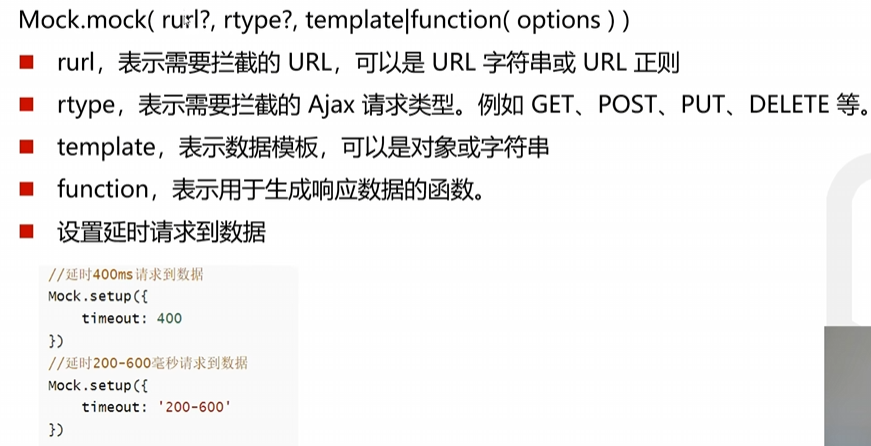 Mock.mock( rurl?, rtype?, template|function( options ) )
rurl，表示需要拦截的 URL，可以是 URL 字符串或 URL 正则
rtype，表示需要拦截的 Ajax 请求类型。例如 GET、POST、PUT、DELETE 等。
template，表示数据模板，可以是对象或字符串
function，表示用于生成响应数据的函数。
设置延时请求到数据
//延时400ms请求到数据
Mock.setup({
timeout: 400
})
//延时200-600毫秒请求到数据
Mock.setup({
timeout: '200-600'
})